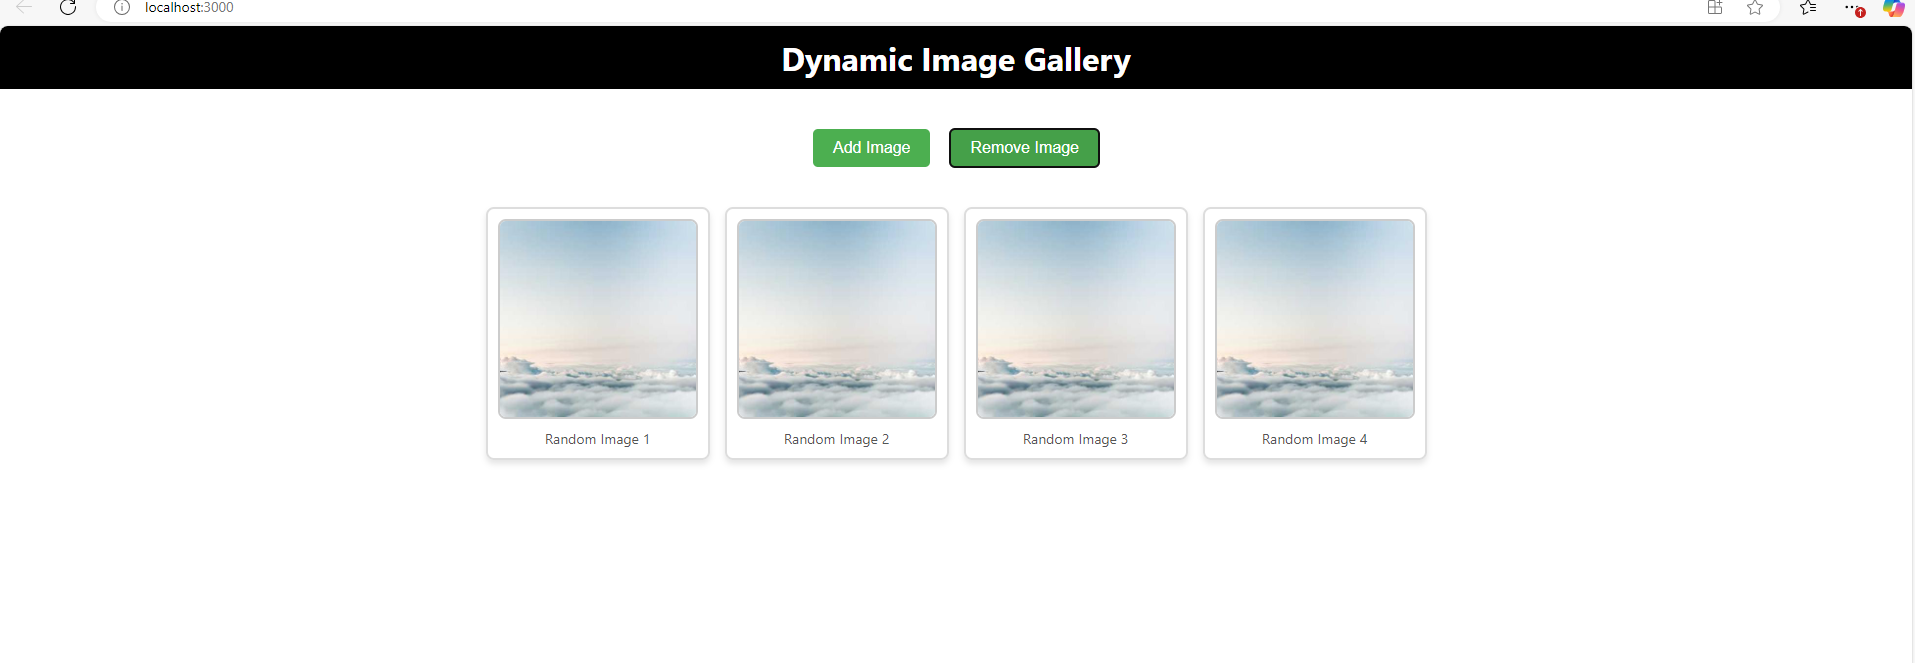 localhost:3000
Dynamic Image Gallery
Add Image
Remove Image
Random Image 1
Random Image 2
Random Image 3
Random Image 4